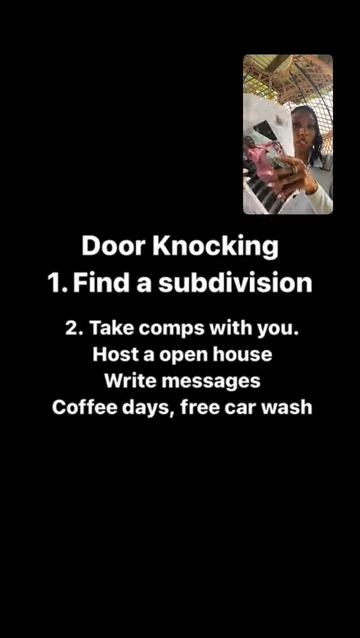 Door Knocking
1. Find a subdivision
2. Take comps with you.
Host a open house
Write messages
Coffee days, free car wash